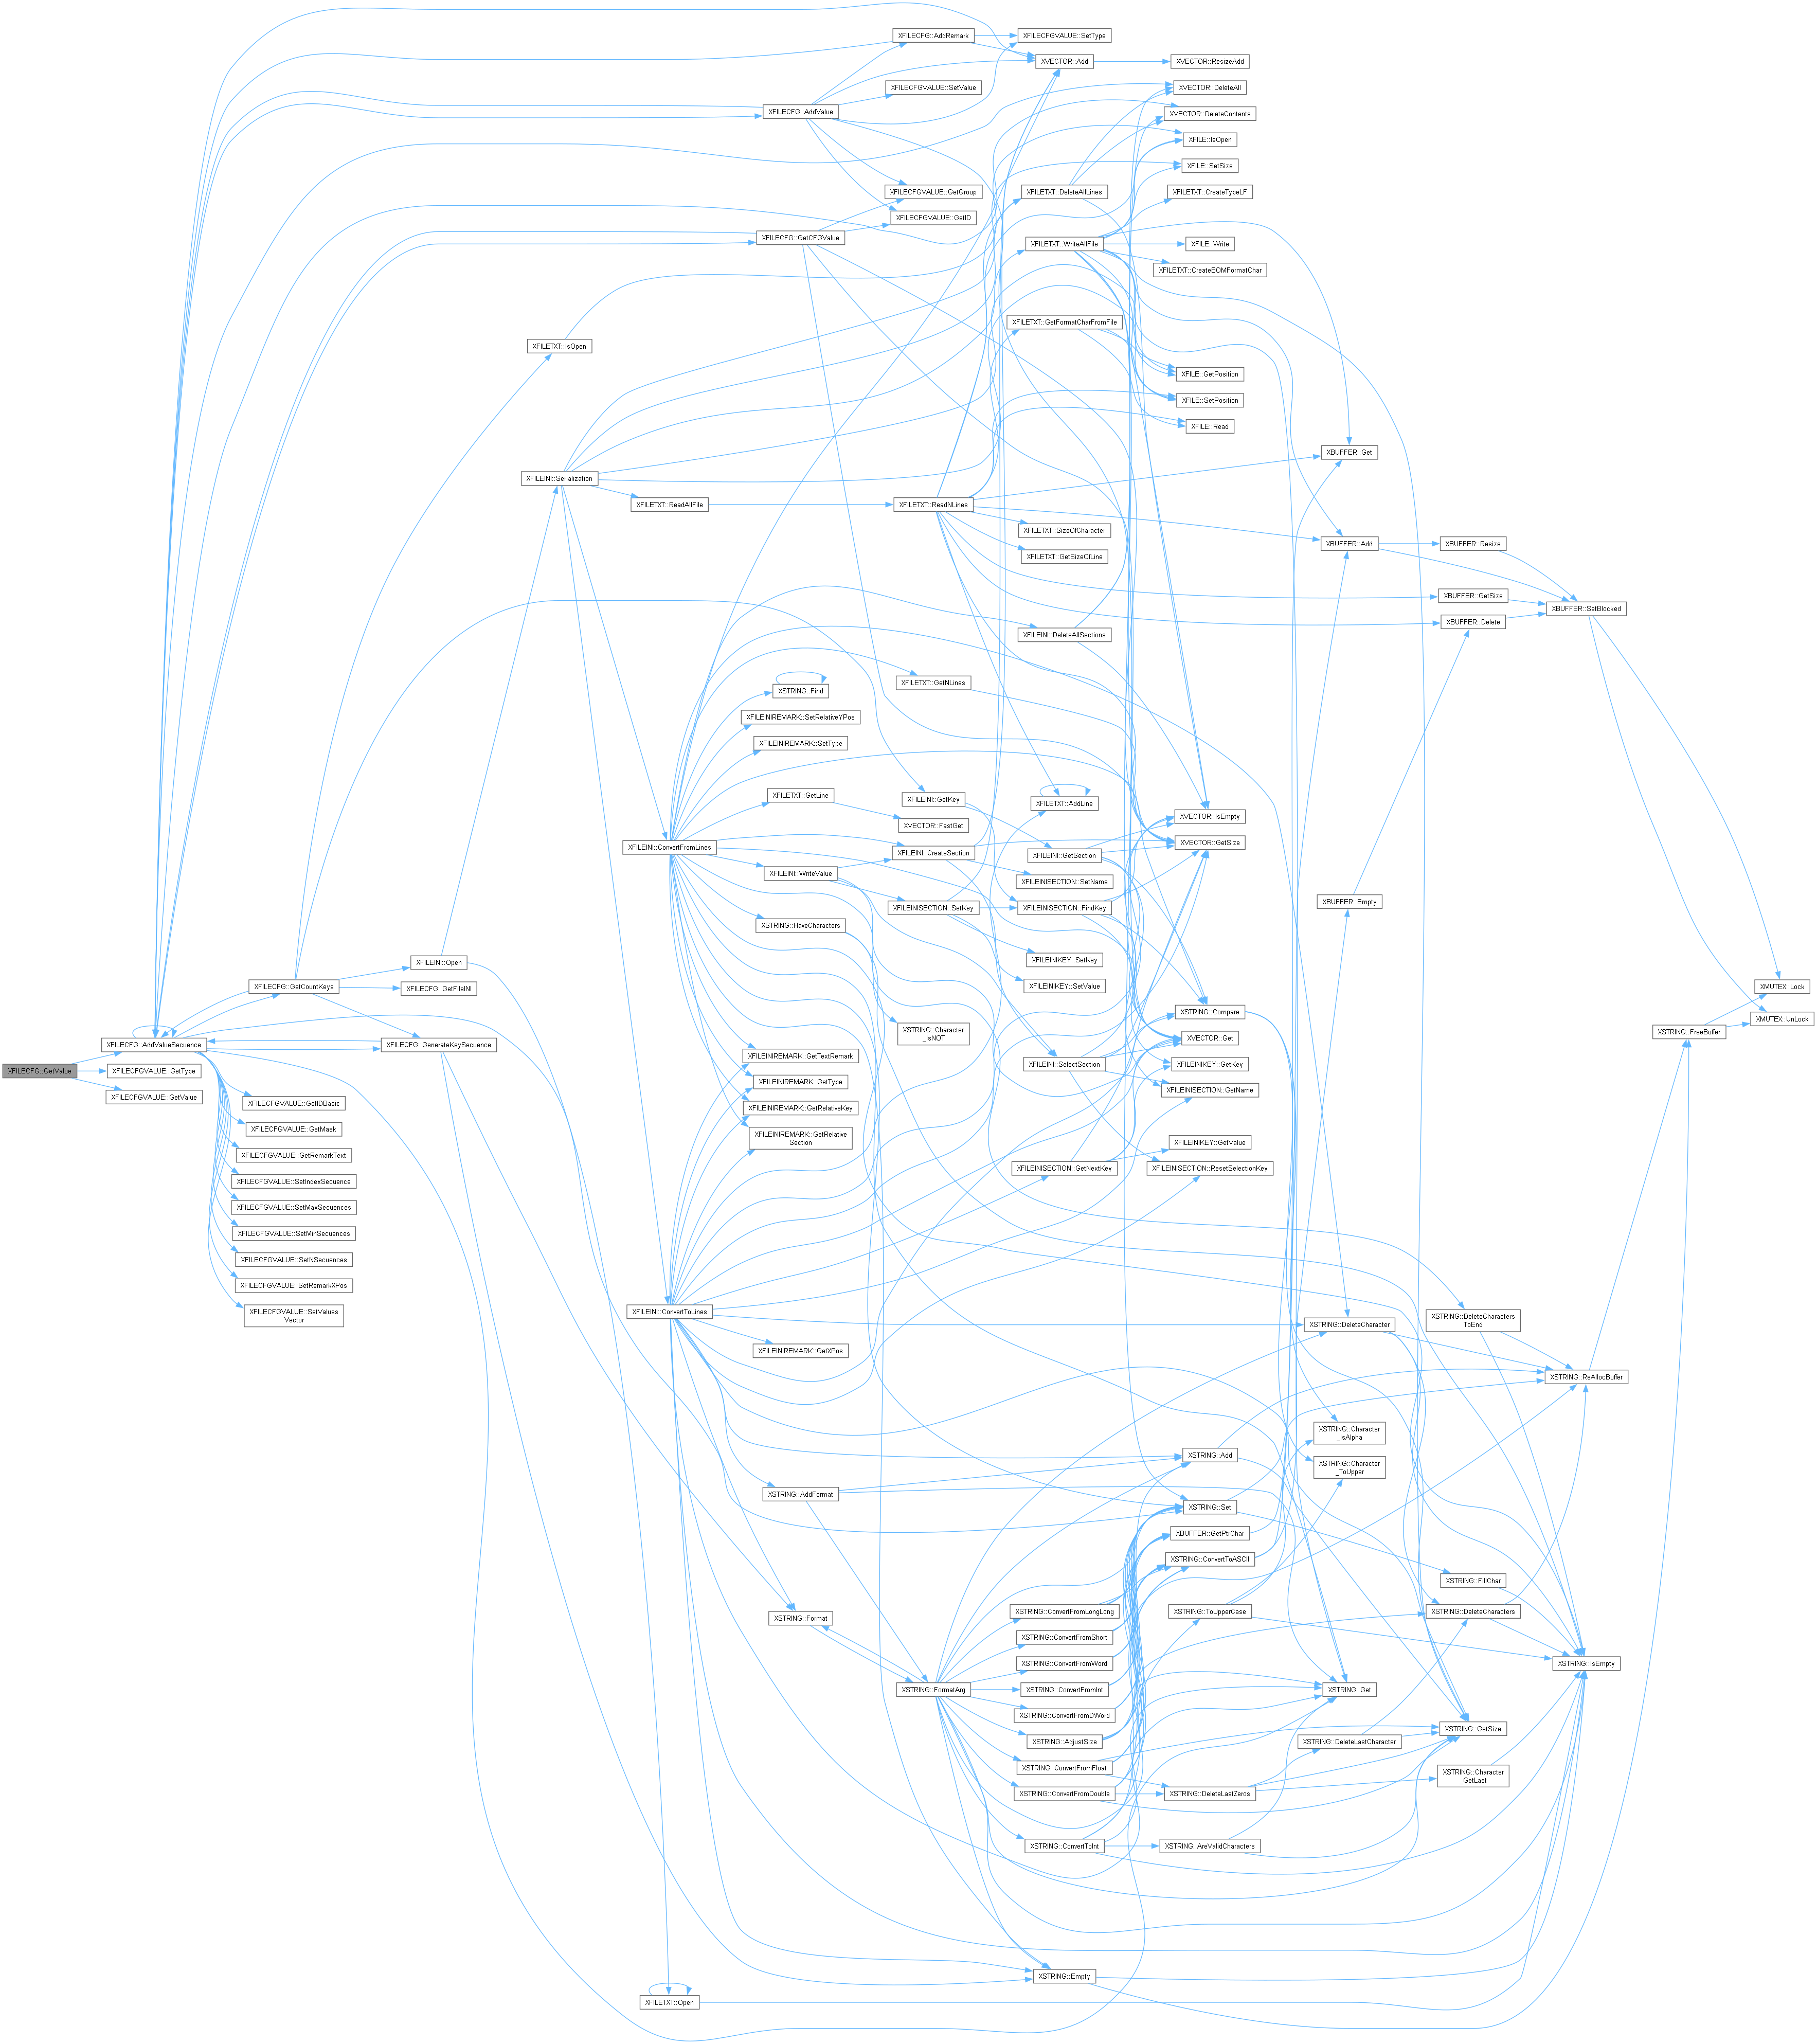 XFILECFG::GetValue
XFILECFG::AddValueSecuence
XFILECFGVALUE::GetType
XFILECFGVALUE::GetValue
XFILECFG::GetCountKeys
XFILECFG::GenerateKeySecuence
XFILECFGVALUE::GetIDBasic
XFILECFGVALUE::GetMask
XFILECFGVALUE::GetRemarkText
XFILECFGVALUE::SetIndexSecuence
XFILECFGVALUE::SetMaxSecuences
XFILECFGVALUE::SetMinSecuences
XFILECFGVALUE::SetNSecuences
XFILECFGVALUE::SetRemarkXPos
XFILECFGVALUE::SetValues
Vector
XFILEINI::Open
XFILECFG::GetFileINI
XFILETXT::IsOpen
XFILEINI::Serialization
XFILETXT::ReadAllFile
XFILEINI::ConvertFromLines
XFILEINI::ConvertToLines
XFILETXT::Open
XFILECFG::AddValue
XFILECFG::GetCFGValue
XSTRING::Find
XFILEINIREMARK::SetRelativeYPos
XFILEINIREMARK::SetType
XFILETXT::GetLine
XFILEINI::WriteValue
XSTRING::HaveCharacters
XFILEINIREMARK::GetTextRemark
XFILEINIREMARK::GetType
XFILEINIREMARK::GetRelativeKey
XFILEINIREMARK::GetRelative
Section
XFILEINIREMARK::GetXPos
XSTRING::AddFormat
XSTRING::Format
XFILECFG::AddRemark
XFILECFGVALUE::SetValue
XFILECFGVALUE::GetGroup
XFILECFGVALUE::GetID
XFILETXT::ReadNLines
XFILETXT::GetNLines
XFILEINI::GetKey
XVECTOR::FastGet
XFILEINI::CreateSection
XFILEINISECTION::SetKey
XSTRING::Character
_IsNOT
XSTRING::FormatArg
XFILECFGVALUE::SetType
XVECTOR::Add
XFILETXT::DeleteAllLines
XFILETXT::WriteAllFile
XFILETXT::GetFormatCharFromFile
XFILETXT::SizeOfCharacter
XFILETXT::GetSizeOfLine
XFILEINI::DeleteAllSections
XFILETXT::AddLine
XFILEINI::GetSection
XFILEINISECTION::SetName
XFILEINISECTION::FindKey
XFILEINIKEY::SetKey
XFILEINIKEY::SetValue
XFILEINI::SelectSection
XFILEINISECTION::GetNextKey
XSTRING::ConvertFromLongLong
XSTRING::ConvertFromShort
XSTRING::ConvertFromWord
XSTRING::ConvertFromInt
XSTRING::ConvertFromDWord
XSTRING::AdjustSize
XSTRING::ConvertFromFloat
XSTRING::ConvertFromDouble
XSTRING::ConvertToInt
XSTRING::Empty
XVECTOR::ResizeAdd
XVECTOR::DeleteAll
XVECTOR::DeleteContents
XFILE::IsOpen
XFILE::SetSize
XFILETXT::CreateTypeLF
XFILE::Write
XFILETXT::CreateBOMFormatChar
XFILE::GetPosition
XFILE::SetPosition
XFILE::Read
XVECTOR::IsEmpty
XVECTOR::GetSize
XSTRING::Compare
XVECTOR::Get
XFILEINIKEY::GetKey
XFILEINISECTION::GetName
XFILEINIKEY::GetValue
XFILEINISECTION::ResetSelectionKey
XSTRING::Add
XSTRING::Set
XBUFFER::GetPtrChar
XSTRING::ConvertToASCII
XSTRING::ToUpperCase
XSTRING::DeleteLastZeros
XSTRING::AreValidCharacters
XBUFFER::Get
XBUFFER::Add
XBUFFER::Empty
XSTRING::DeleteCharacter
XSTRING::Character
_IsAlpha
XSTRING::Character
_ToUpper
XSTRING::Get
XSTRING::DeleteLastCharacter
XBUFFER::Resize
XBUFFER::GetSize
XBUFFER::Delete
XSTRING::DeleteCharacters
ToEnd
XSTRING::FillChar
XSTRING::DeleteCharacters
XSTRING::GetSize
XSTRING::Character
_GetLast
XBUFFER::SetBlocked
XSTRING::ReAllocBuffer
XSTRING::IsEmpty
XSTRING::FreeBuffer
XMUTEX::Lock
XMUTEX::UnLock